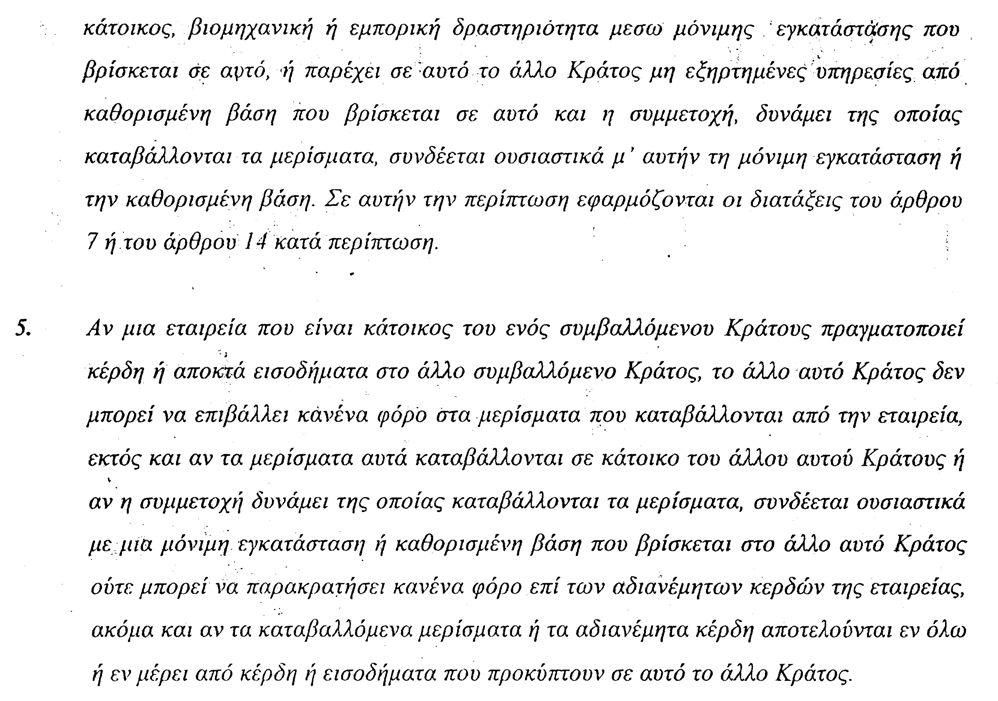 κάτοικος, βιομηχανική ή εμπορική δραστηριότητα μεσω μόνιμης εγκατάστασης που
βρίσκεται σε αυτό, ή παρέχει σε αυτό το άλλο Κράτος μη εξηρτημένες υπηρεσίες από
καθορισμένη βάση που βρίσκεται σε αυτό και η συμμετοχή, δυνάμει της οποίας
καταβάλλονται τα μερίσματα, συνδέεται ουσιαστικά μ' αυτήν τη μόνιμη εγκατάσταση ή
την καθορισμένη βάση. Σε αυτήν την περίπτωση εφαρμόζονται οι διατάξεις του άρθρου
7 ή του άρθρου 14 κατά περίπτωση.
5. Αν μια εταιρεία που είναι κάτοικος του ενός συμβαλλόμενου Κράτους πραγματοποιεί
κέρδη ή αποκτά εισοδήματα στο άλλο συμβαλλόμενο Κράτος, το άλλο αυτό Κράτος δεν
μπορεί να επιβάλλει κανένα φόρο στα μερίσματα που καταβάλλονται από την εταιρεία,
εκτός και αν τα μερίσματα αυτά καταβάλλονται σε κάτοικο του άλλου αυτού Κράτους ή
αν η συμμετοχή δυνάμει της οποίας καταβάλλονται τα μερίσματα, συνδέεται ουσιαστικά
με μια μόνιμη εγκατάσταση ή καθορισμένη βάση που βρίσκεται στο άλλο αυτό Κράτος
ούτε μπορεί να παρακρατήσει κανένα φόρο επί των αδιανέμητων κερδών της εταιρείας,
ακόμα και αν τα καταβαλλόμενα μερίσματα ή τα αδιανέμητα κέρδη αποτελούνται εν όλω
ή εν μέρει από κέρδη ή εισοδήματα που προκύπτουν σε αυτό το άλλο Κράτος.